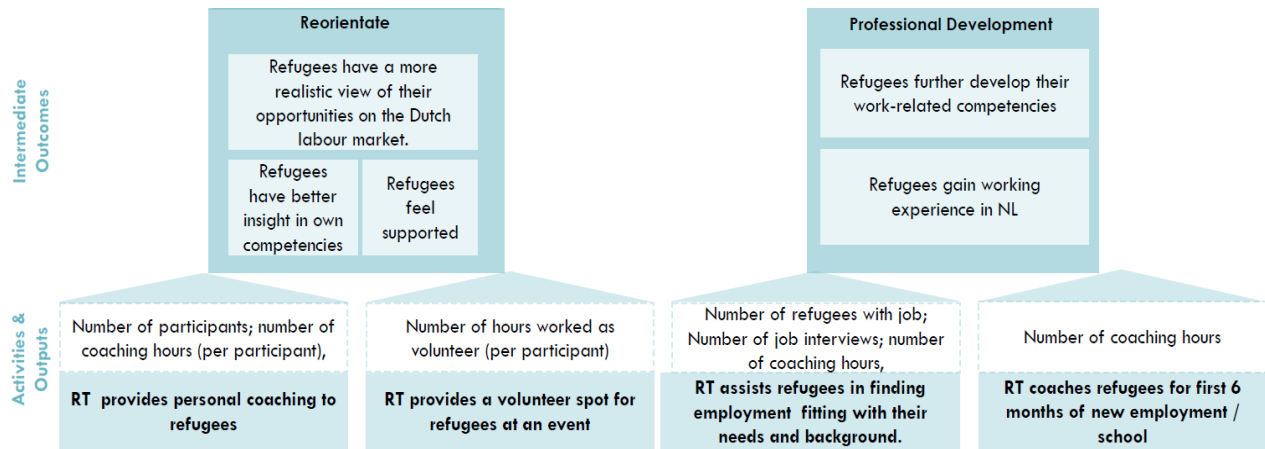 Intermediate
Outcomes
Reorientate
Refugees have a more
realistic view of their
opportunities on the Dutch
labour market.
Refugees
have better
insight in own
competencies
Refugees
feel
supported
Professional Development
Refugees further develop their
work-related competencies
Refugees gain working
experience in NL
Activities &
Outputs
Number of participants; number of
coaching hours (per participant),
RT provides personal coaching to
refugees
Number of hours worked as
volunteer (per participant)
RT provides a volunteer spot for
refugees at an event
Number of refugees with job;
Number of job interviews; number
of coaching hours,
RT assists refugees in finding
employment fitting with their
needs and background.
Number of coaching hours
RT coaches refugees for first 6
months of new employment /
school